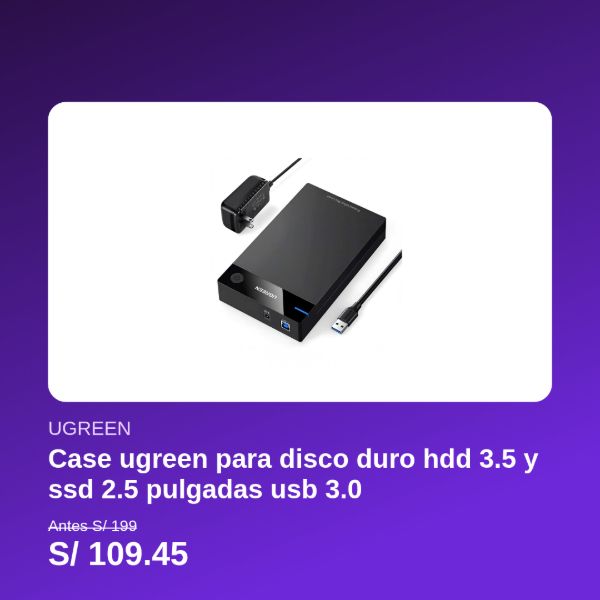 UGREEN
UGREEN
Case ugreen para disco duro hdd 3.5 y
ssd 2.5 pulgadas usb 3.0
Antes S/ 199
S/ 109.45